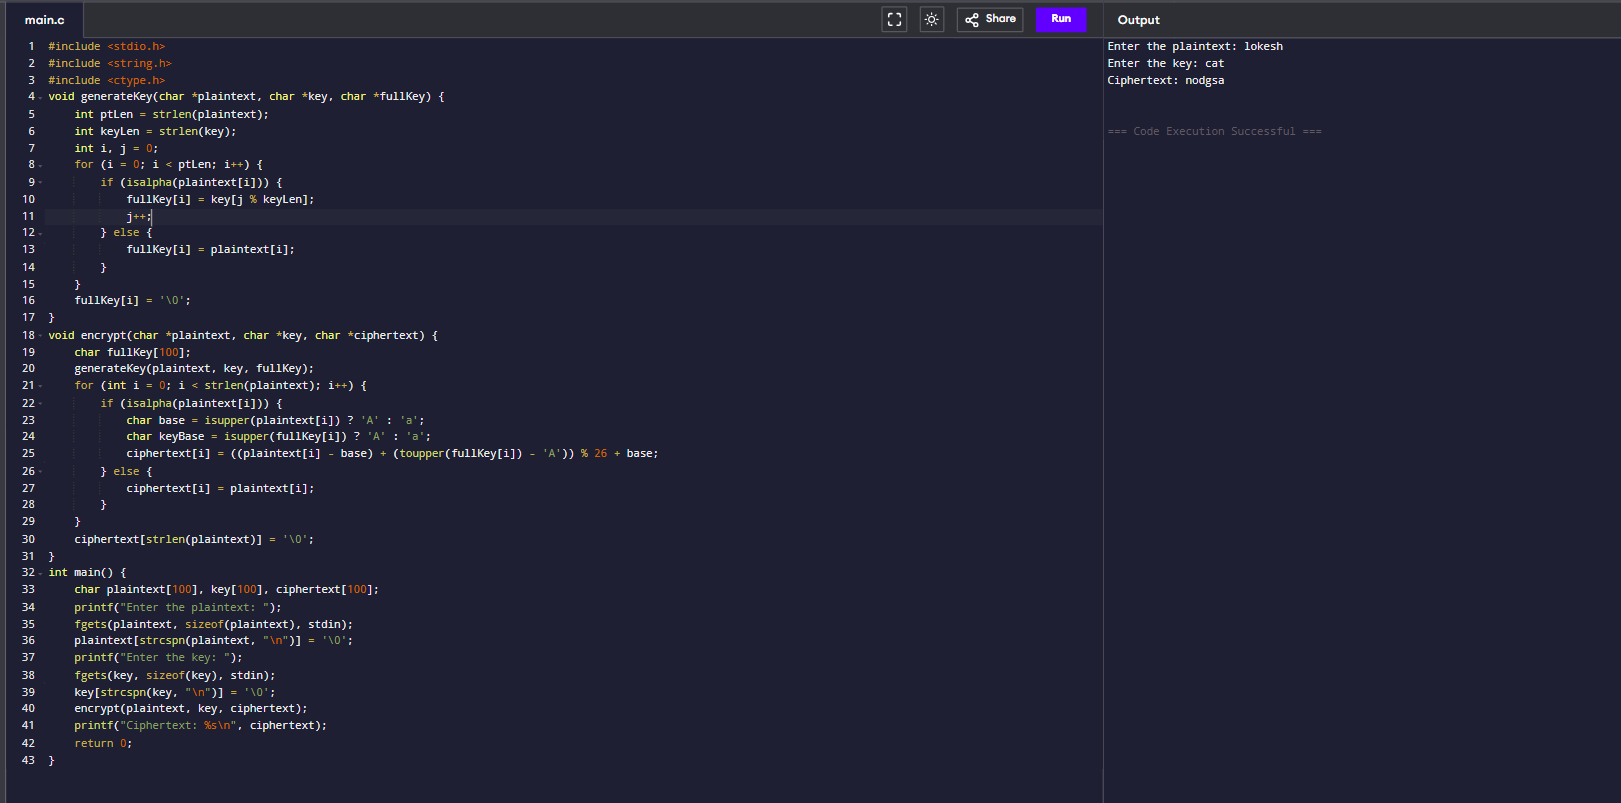 main.c
Share
Run
Output
1 #include <stdio.h>
2 #include <string.h>
3 #include <ctype.h>
4 void generateKey(char *plaintext, char *key, char *fullKey) {
5     int ptLen = strlen(plaintext);
6     int keyLen = strlen(key);
7     int i, j = 0;
8     for (i = 0; i < ptLen; i++) {
9         if (isalpha(plaintext[i])) {
10             fullKey[i] = key[j % keyLen];
11             j++;
12         } else {
13             fullKey[i] = plaintext[i];
14         }
15     }
16     fullKey[i] = '\0';
17 }
18 void encrypt(char *plaintext, char *key, char *ciphertext) {
19     char fullKey[100];
20     generateKey(plaintext, key, fullKey);
21     for (int i = 0; i < strlen(plaintext); i++) {
22         if (isalpha(plaintext[i])) {
23             char base = isupper(plaintext[i]) ? 'A' : 'a';
24             char keyBase = isupper(fullKey[i]) ? 'A' : 'a';
25             ciphertext[i] = ((plaintext[i] - base) + (toupper(fullKey[i]) - 'A')) % 26 + base;
26         } else {
27             ciphertext[i] = plaintext[i];
28         }
29     }
30     ciphertext[strlen(plaintext)] = '\0';
31 }
32 int main() {
33     char plaintext[100], key[100], ciphertext[100];
34     printf("Enter the plaintext: ");
35     fgets(plaintext, sizeof(plaintext), stdin);
36     plaintext[strcspn(plaintext, "\n")] = '\0';
37     printf("Enter the key: ");
38     fgets(key, sizeof(key), stdin);
39     key[strcspn(key, "\n")] = '\0';
40     encrypt(plaintext, key, ciphertext);
41     printf("Ciphertext: %s\n", ciphertext);
42     return 0;
43 }
Enter the plaintext: lokesh
Enter the key: cat
Ciphertext: nodgsa
=== Code Execution Successful ===